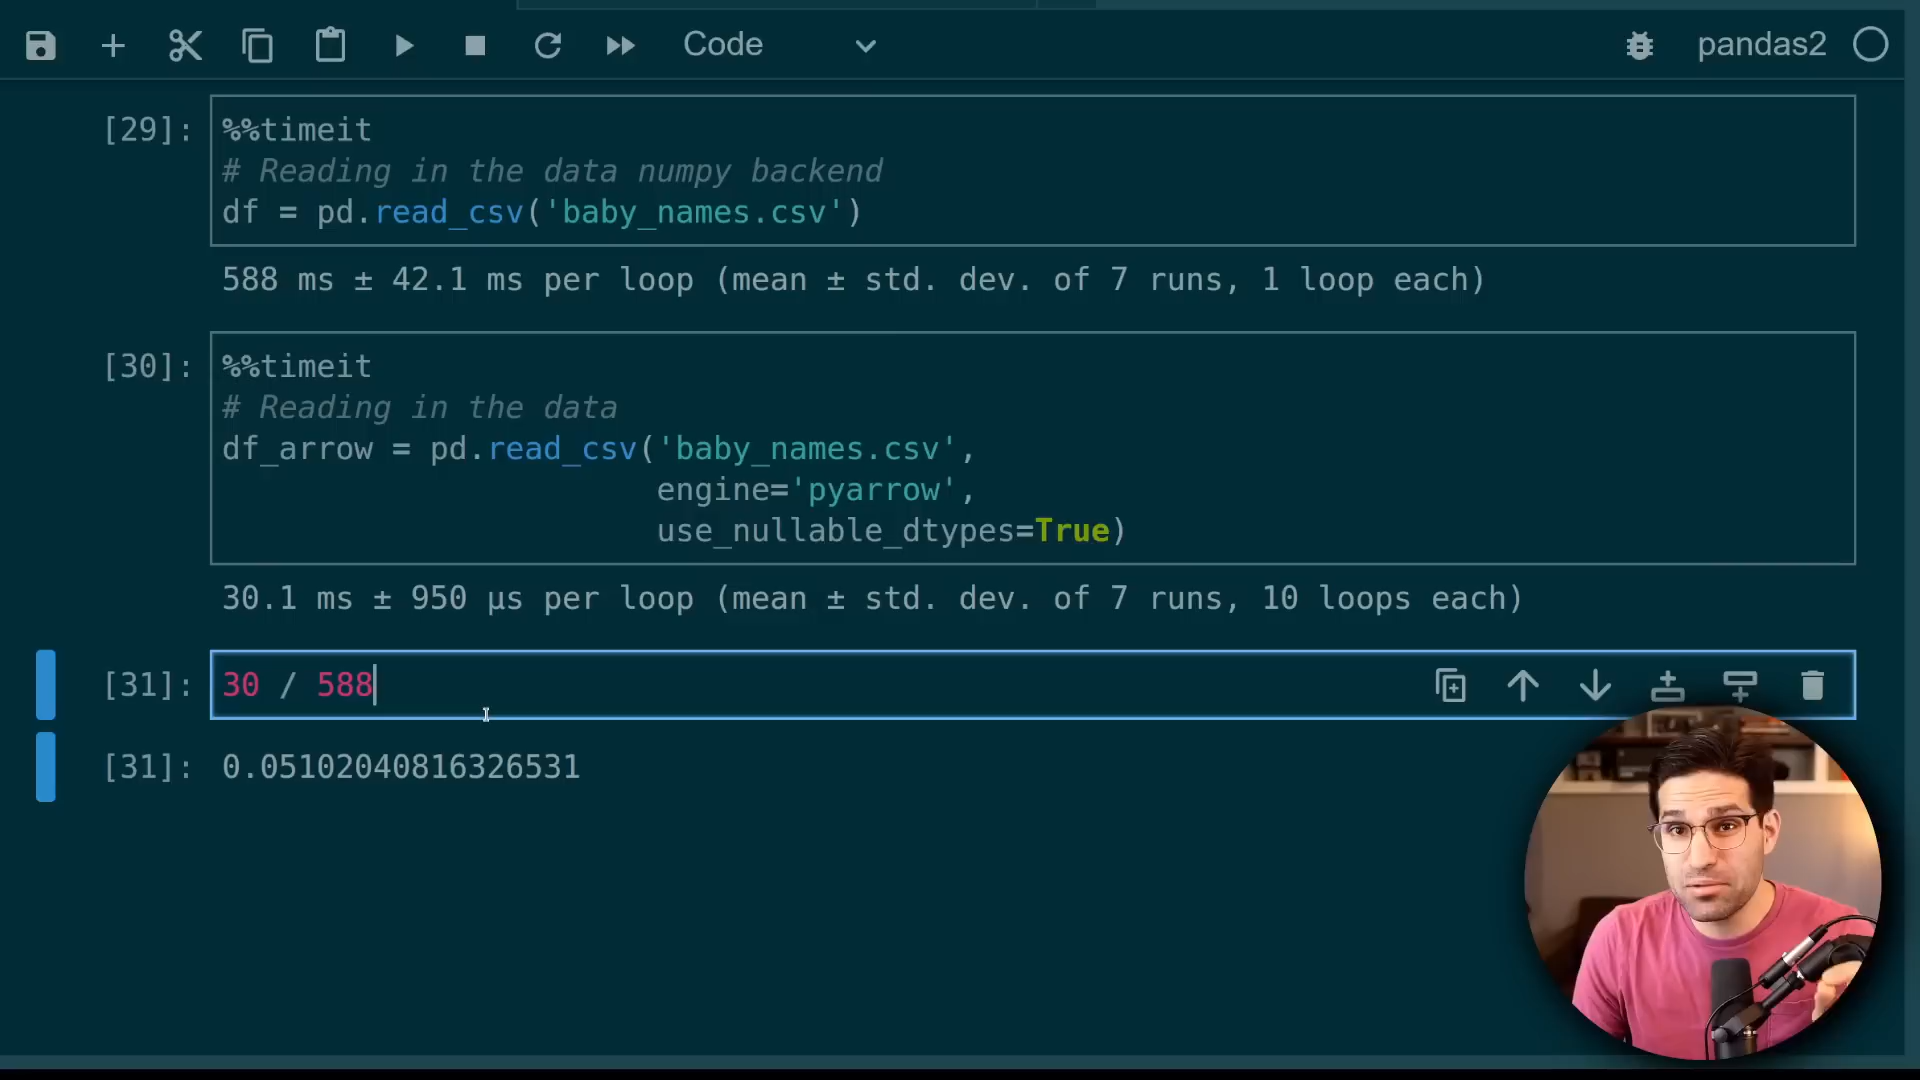 Code
pandas2
[29]:
%%timeit
# Reading in the data numpy backend
df = pd.read_csv('baby_names.csv')
588 ms ± 42.1 ms per loop (mean ± std. dev. of 7 runs, 1 loop each)
[30]:
%%timeit
# Reading in the data
df_arrow = pd.read_csv('baby_names.csv',
engine='pyarrow',
use_nullable_dtypes=True)
30.1 ms ± 950 µs per loop (mean ± std. dev. of 7 runs, 10 loops each)
[31]:
30 / 588
[31]:
0.05102040816326531